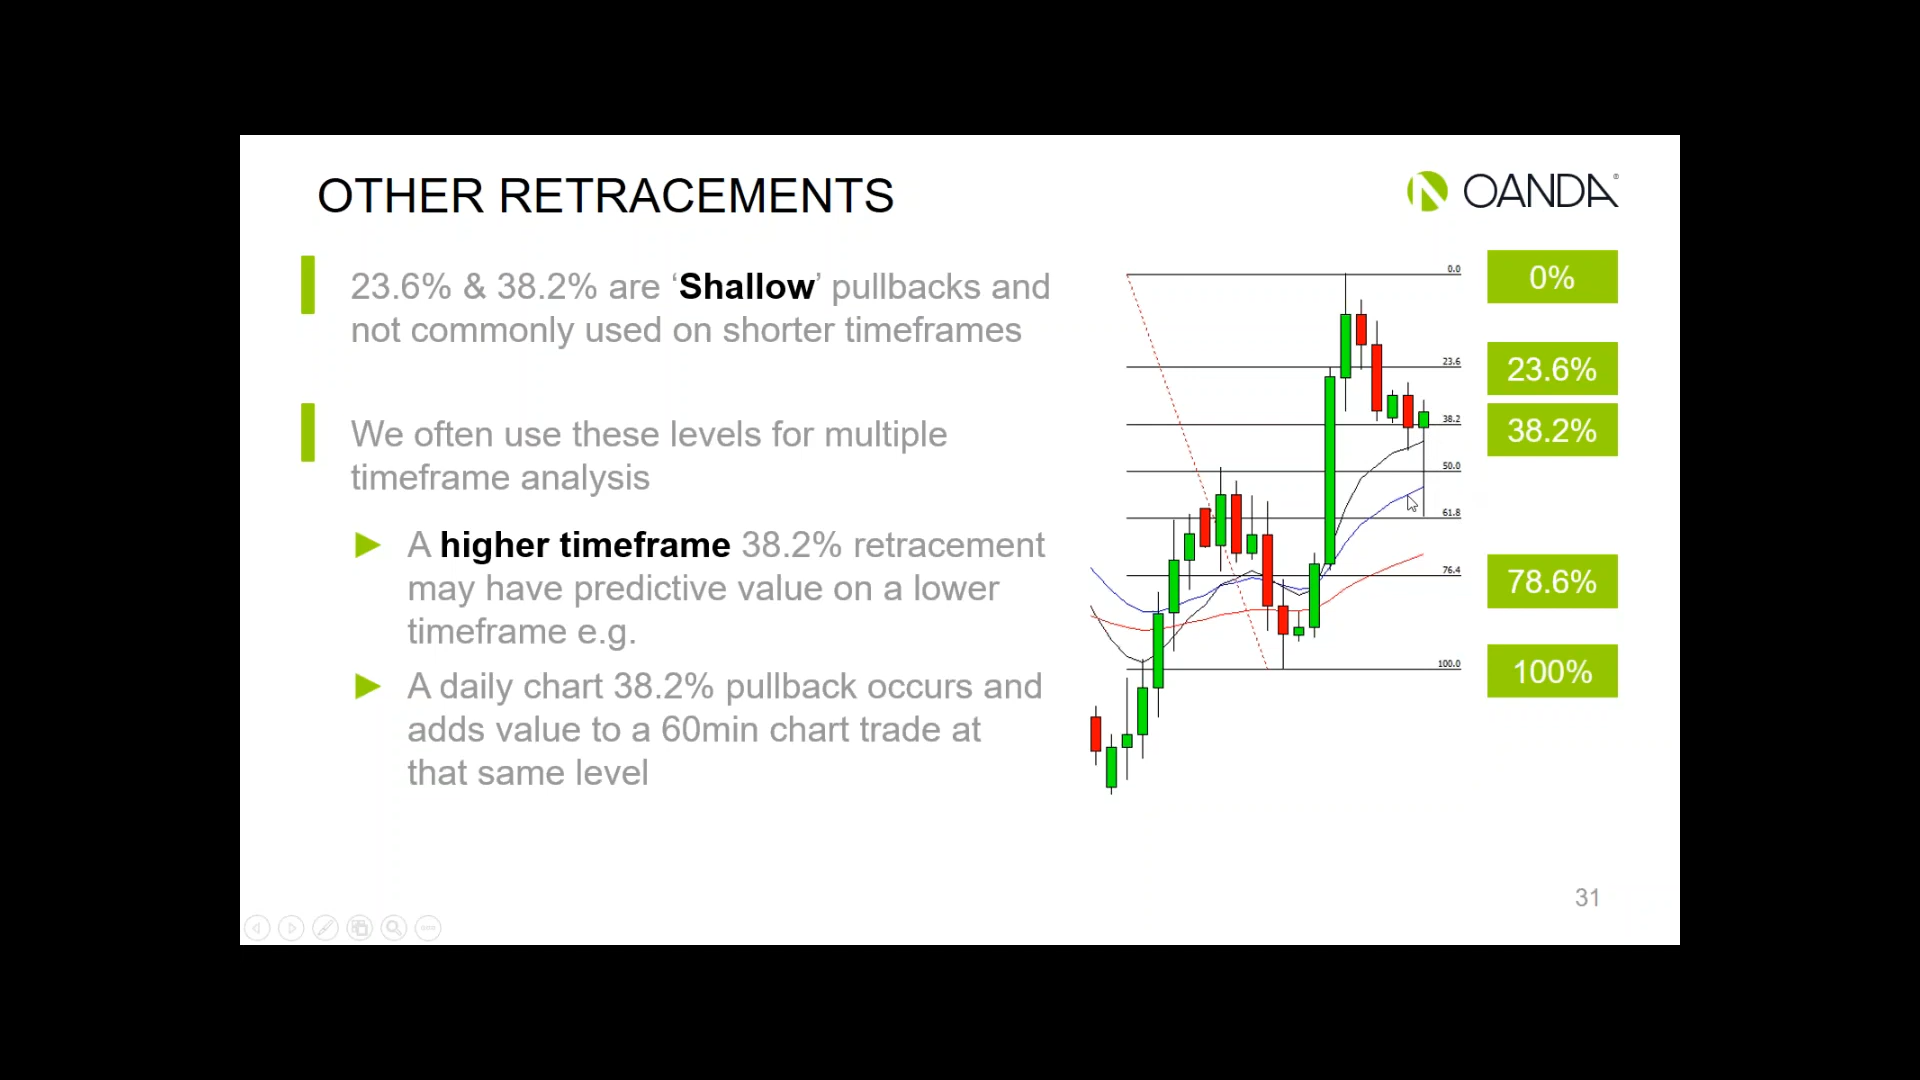 OTHER RETRACEMENTS
OANDA®
23.6% & 38.2% are ‘Shallow’ pullbacks and
not commonly used on shorter timeframes
We often use these levels for multiple
timeframe analysis
A higher timeframe 38.2% retracement
may have predictive value on a lower
timeframe e.g.
A daily chart 38.2% pullback occurs and
adds value to a 60min chart trade at
that same level
0.0
23.6
38.2
50.0
61.8
76.4
100.0
0%
23.6%
38.2%
78.6%
100%
31